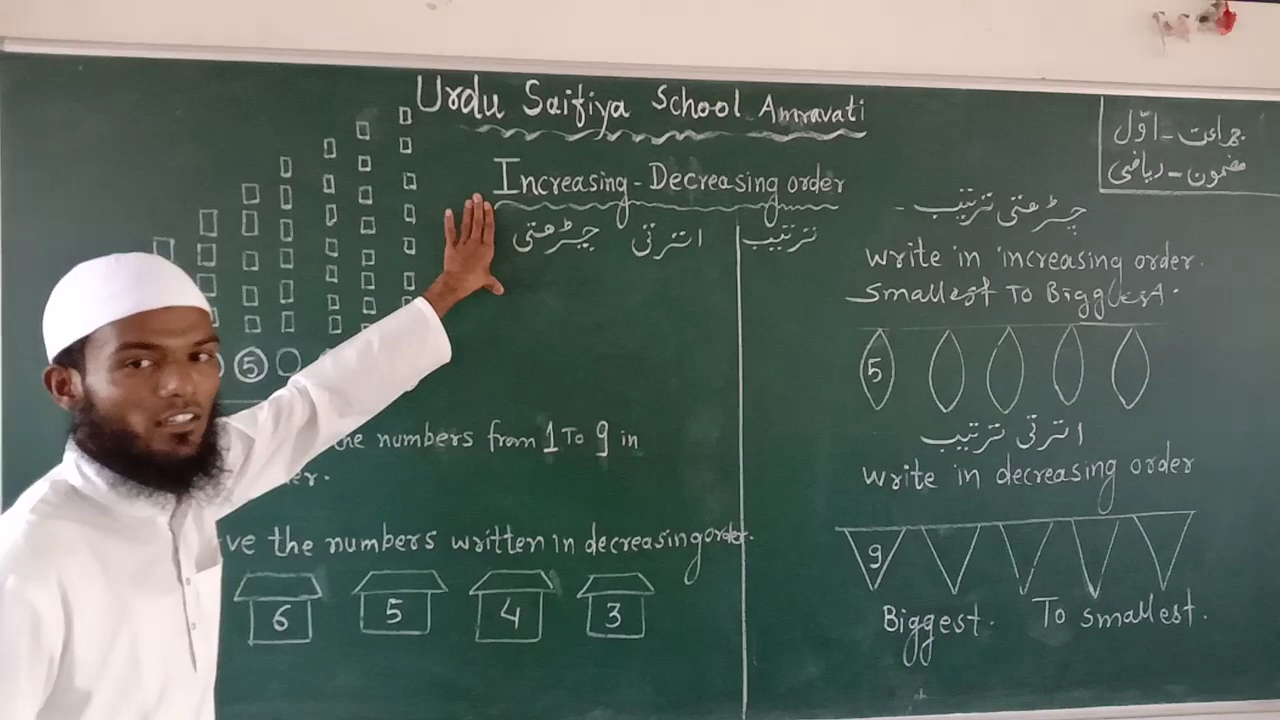 Urdu Saifiya School Amravati
Increasing - Decreasing order
چڑھتی اترتی ترتیب
5
the numbers from 1 To 9 in
er.
ve the numbers written in decreasing order.
6 5 4 3
جماعت - اوّل
مضمون - ریاضی
چڑھتی ترتیب -
write in increasing order.
Smallest To Bigglest.
5
اترتی ترتیب
write in decreasing order
9
Biggest. To smallest.